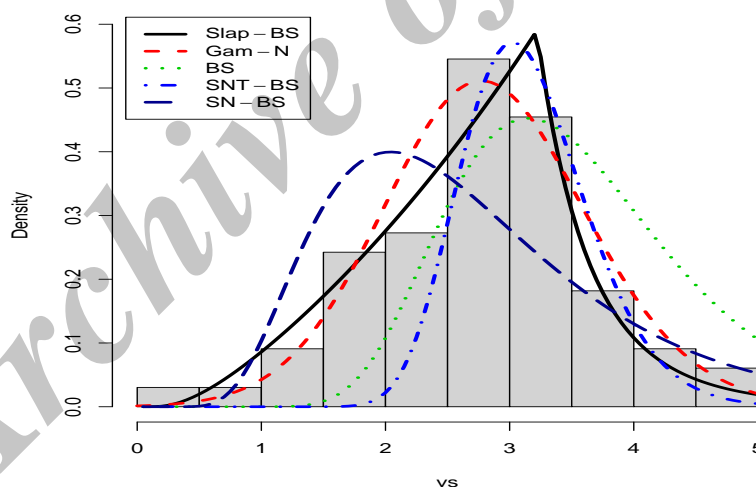 Archive of
Slap-BS
Gam-N
BS
SNT-BS
SN-BS
Density
0.6
0.5
0.4
0.3
0.2
0.1
0.0
0 1 2 3 4 5
vs